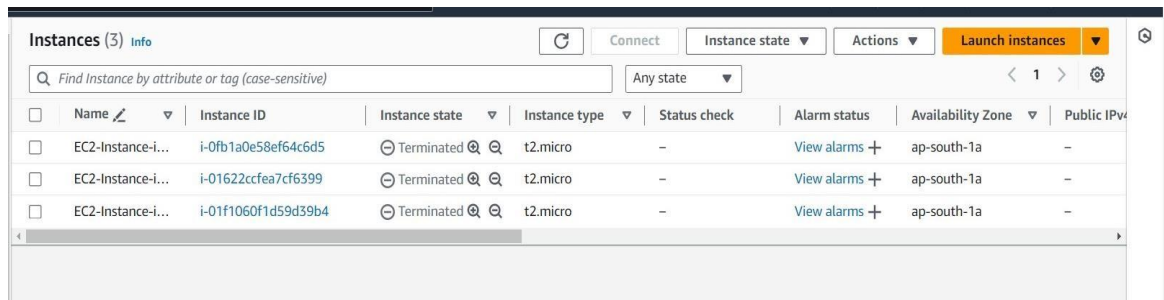 Instances (3) Info Connect Instance state Actions Launch instances
Find Instance by attribute or tag (case-sensitive) Any state 1
Name Instance ID Instance state Instance type Status check Alarm status Availability Zone Public IPv4
EC2-Instance-i... i-0fb1a0e58ef64c6d5 Terminated t2.micro – View alarms + ap-south-1a –
EC2-Instance-i... i-01622ccfea7cf6399 Terminated t2.micro – View alarms + ap-south-1a –
EC2-Instance-i... i-01f1060f1d59d39b4 Terminated t2.micro – View alarms + ap-south-1a –